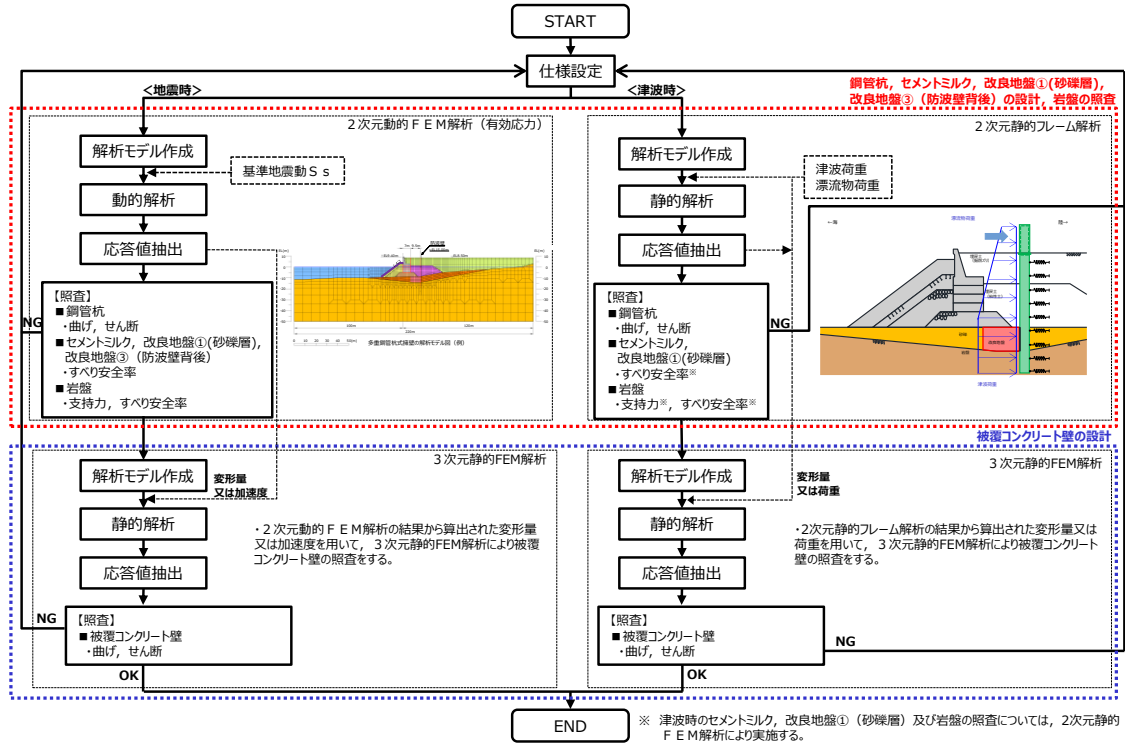 START
仕様設定
＜地震時＞
＜津波時＞
鋼管杭，セメントミルク，改良地盤①(砂礫層)，
改良地盤③（防波壁背後）の設計，岩盤の照査
２次元動的ＦＥＭ解析（有効応力）
解析モデル作成
基準地震動Ｓｓ
動的解析
応答値抽出
防波壁
多重鋼管杭式擁壁の解析モデル図（例）
【照査】
■鋼管杭
・曲げ，せん断
■セメントミルク，改良地盤①(砂礫層)，
改良地盤③（防波壁背後）
・すべり安全率
■岩盤
・支持力，すべり安全率
NG
２次元静的フレーム解析
解析モデル作成
津波荷重
漂流物荷重
静的解析
応答値抽出
【照査】
■鋼管杭
・曲げ，せん断
■セメントミルク，
改良地盤①(砂礫層)
・すべり安全率※
■岩盤
・支持力※，すべり安全率※
NG
←海
漂流物荷重
陸→
砂礫
岩盤
改良地盤
津波荷重
被覆コンクリート壁の設計
３次元静的FEM解析
解析モデル作成
変形量
又は加速度
静的解析
・２次元動的ＦＥＭ解析の結果から算出された変形量
又は加速度を用いて，３次元静的FEM解析により被覆
コンクリート壁の照査をする。
応答値抽出
NG
【照査】
■被覆コンクリート壁
・曲げ，せん断
OK
３次元静的FEM解析
解析モデル作成
変形量
又は荷重
静的解析
・2次元静的フレーム解析の結果から算出された変形量又は
荷重を用いて，３次元静的FEM解析により被覆コンクリート
壁の照査をする。
応答値抽出
【照査】
■被覆コンクリート壁
・曲げ，せん断
NG
OK
END
※ 津波時のセメントミルク，改良地盤①（砂礫層）及び岩盤の照査については，2次元静的
ＦＥＭ解析により実施する。